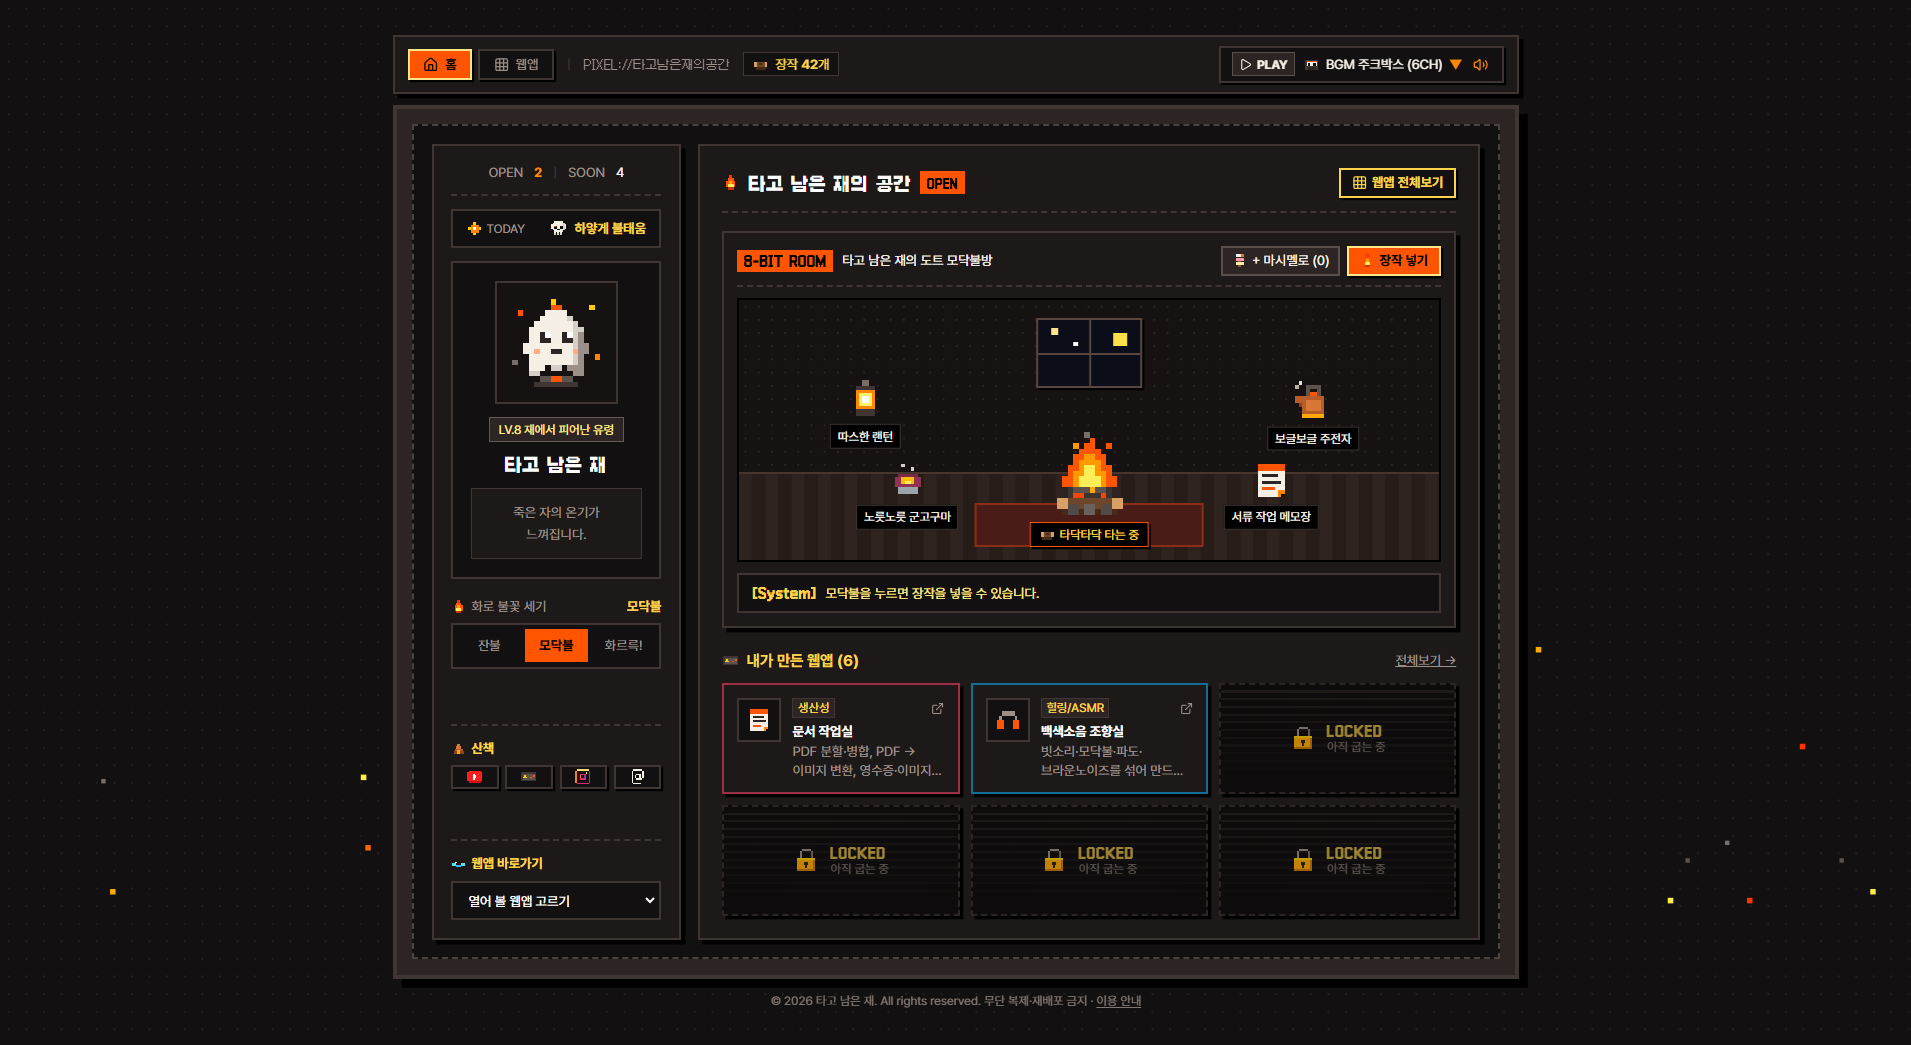 홈
웹앱
PIXEL://타고남은재의공간
장작 42개
PLAY
BGM 주크박스 (6CH) ▼
OPEN 2 | SOON 4
TODAY
하얗게 불태움
LV.8 재에서 피어난 유령
타고 남은 재
죽은 자의 온기가
느껴집니다.
화로 불꽃 세기
모닥불
잔불
모닥불
화르륵!
산책
웹앱 바로가기
열어 볼 웹앱 고르기
타고 남은 재의 공간
OPEN
웹앱 전체보기
8-BIT ROOM
타고 남은 재의 도트 모닥불방
+ 마시멜로 (0)
장작 넣기
따스한 랜턴
보글보글 주전자
노릇노릇 군고구마
서류 작업 메모장
타닥타닥 타는 중
[System] 모닥불을 누르면 장작을 넣을 수 있습니다.
내가 만든 웹앱 (6)
전체보기 →
생산성
문서 작업실
PDF 분할·병합, PDF →
이미지 변환, 영수증·이미지...
힐링/ASMR
백색소음 조향실
빗소리·모닥불·파도·
브라운노이즈를 섞어 만드...
LOCKED
아직 굽는 중
LOCKED
아직 굽는 중
LOCKED
아직 굽는 중
LOCKED
아직 굽는 중
© 2026 타고 남은 재. All rights reserved. 무단 복제·재배포 금지 · 이용 안내